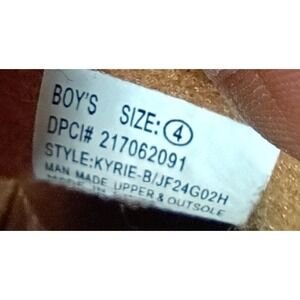 BOY'S SIZE: 4
DPCI# 217062091
STYLE:KYRIE-B/JF24G02H
MAN MADE UPPER & OUTSOLE